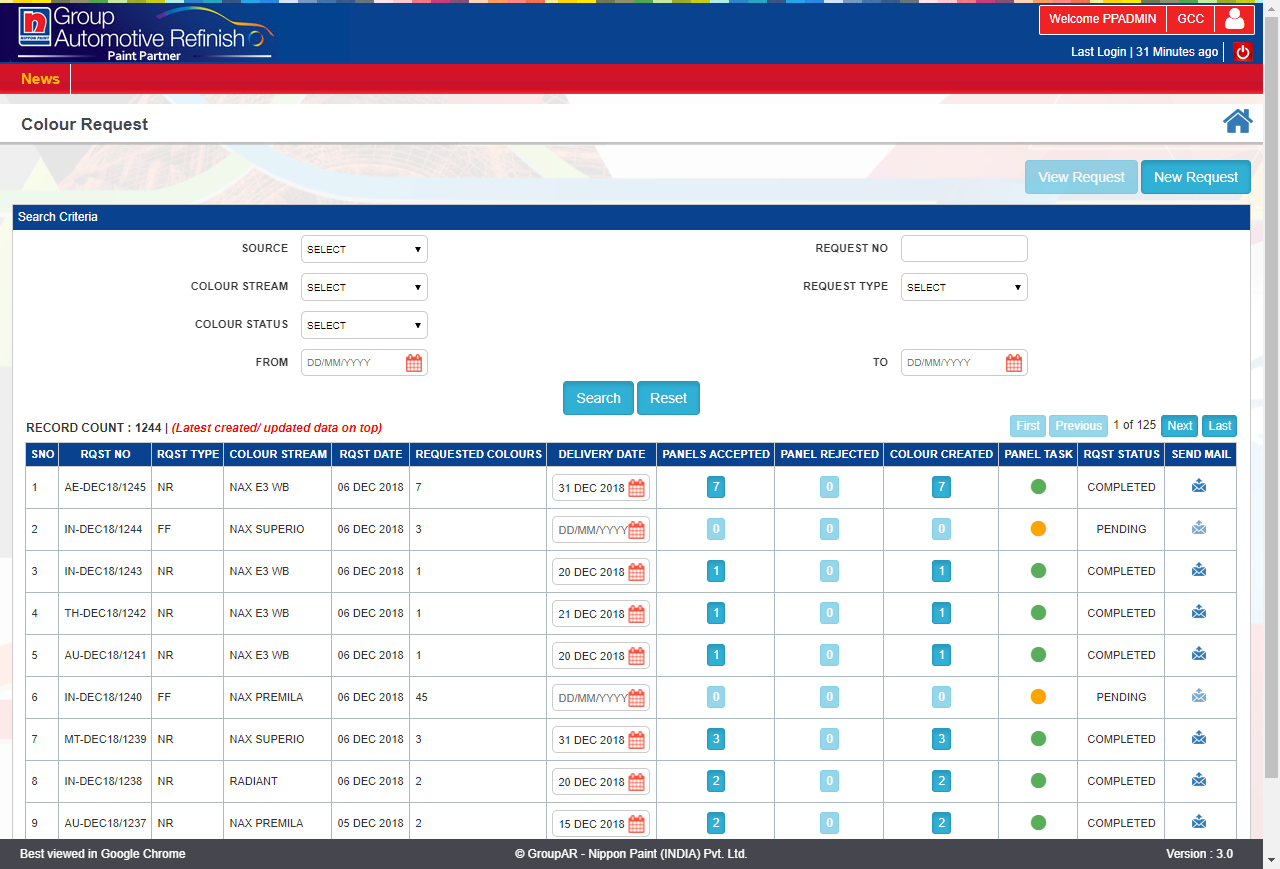 Group
Automotive Refinish
Paint Partner
NIPPON PAINT
Welcome PPADMIN GCC
Last Login | 31 Minutes ago
News
Colour Request
View Request New Request
Search Criteria
SOURCE SELECT REQUEST NO
COLOUR STREAM SELECT REQUEST TYPE SELECT
COLOUR STATUS SELECT
FROM DD/MM/YYYY TO DD/MM/YYYY
Search Reset
RECORD COUNT : 1244 | (Latest created/ updated data on top) First Previous 1 of 125 Next Last
SNO RQST NO RQST TYPE COLOUR STREAM RQST DATE REQUESTED COLOURS DELIVERY DATE PANELS ACCEPTED PANEL REJECTED COLOUR CREATED PANEL TASK RQST STATUS SEND MAIL
1 AE-DEC18/1245 NR NAX E3 WB 06 DEC 2018 7 31 DEC 2018 7 0 7 COMPLETED
2 IN-DEC18/1244 FF NAX SUPERIO 06 DEC 2018 3 DD/MM/YYYY 0 0 0 PENDING
3 IN-DEC18/1243 NR NAX E3 WB 06 DEC 2018 1 20 DEC 2018 1 0 1 COMPLETED
4 TH-DEC18/1242 NR NAX E3 WB 06 DEC 2018 1 21 DEC 2018 1 0 1 COMPLETED
5 AU-DEC18/1241 NR NAX E3 WB 06 DEC 2018 1 20 DEC 2018 1 0 1 COMPLETED
6 IN-DEC18/1240 FF NAX PREMILA 06 DEC 2018 45 DD/MM/YYYY 0 0 0 PENDING
7 MT-DEC18/1239 NR NAX SUPERIO 06 DEC 2018 3 31 DEC 2018 3 0 3 COMPLETED
8 IN-DEC18/1238 NR RADIANT 06 DEC 2018 2 20 DEC 2018 2 0 2 COMPLETED
9 AU-DEC18/1237 NR NAX PREMILA 05 DEC 2018 2 15 DEC 2018 2 0 2 COMPLETED
Best viewed in Google Chrome © GroupAR - Nippon Paint (INDIA) Pvt. Ltd. Version : 3.0